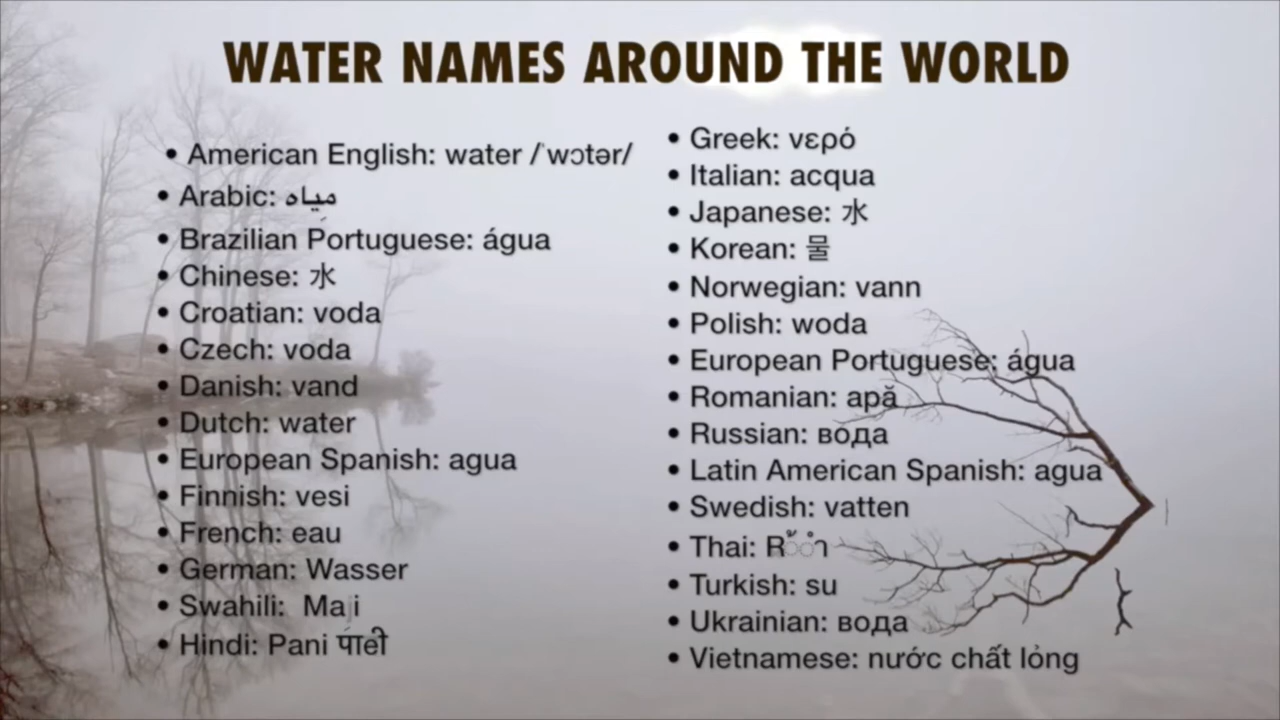 WATER NAMES AROUND THE WORLD
• American English: water /ˈwɔtər/
• Arabic: مياه
• Brazilian Portuguese: água
• Chinese: 水
• Croatian: voda
• Czech: voda
• Danish: vand
• Dutch: water
• European Spanish: agua
• Finnish: vesi
• French: eau
• German: Wasser
• Swahili: Maji
• Hindi: Pani
• Greek: νερό
• Italian: acqua
• Japanese: 水
• Korean: 물
• Norwegian: vann
• Polish: woda
• European Portuguese: água
• Romanian: apă
• Russian: вода
• Latin American Spanish: agua
• Swedish: vatten
• Thai:
• Turkish: su
• Ukrainian: вода
• Vietnamese: nước chất lỏng